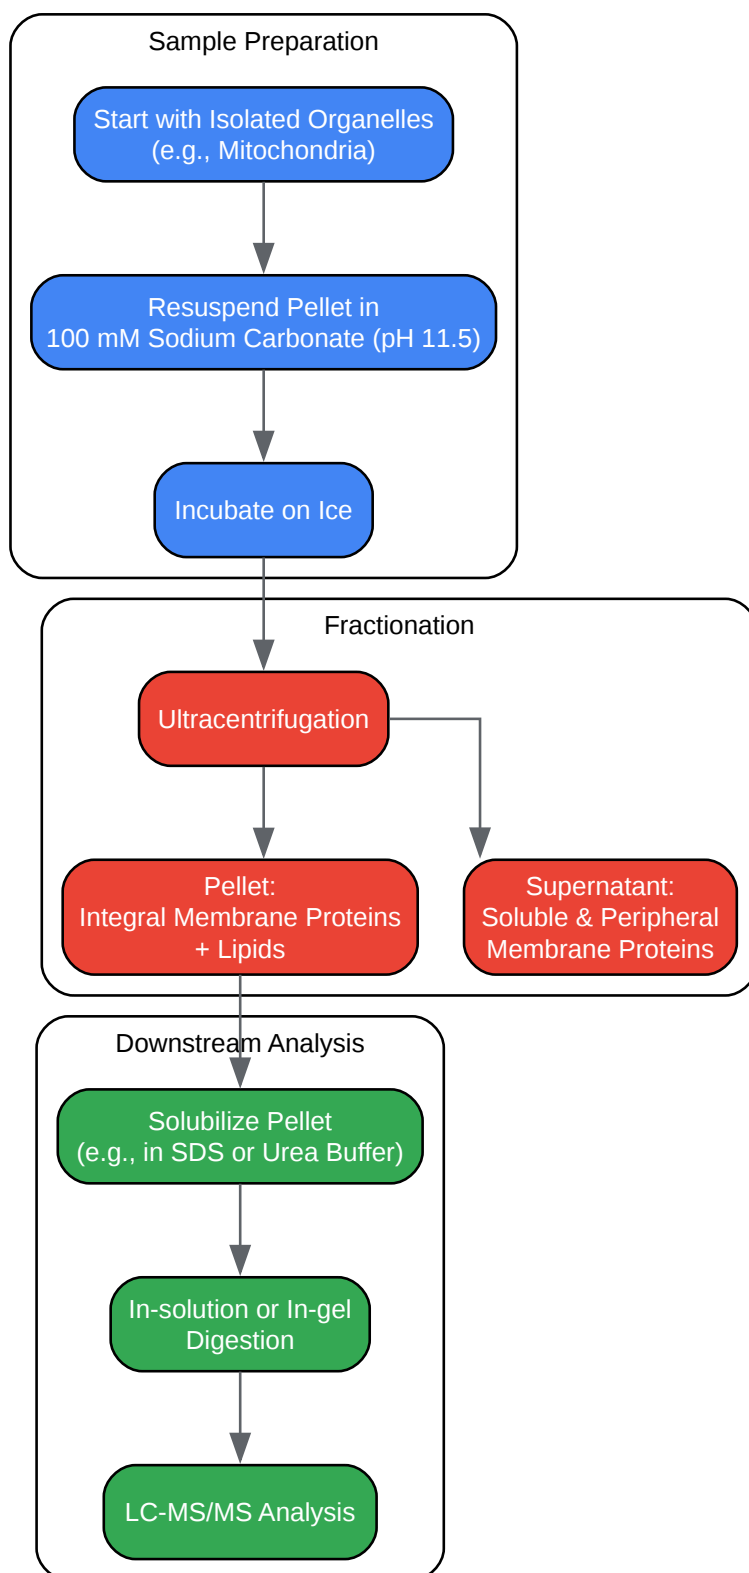 Sample Preparation
Start with Isolated Organelles
(e.g., Mitochondria)
Resuspend Pellet in
100 mM Sodium Carbonate (pH 11.5)
Incubate on Ice
Fractionation
Ultracentrifugation
Pellet:
Integral Membrane Proteins
+ Lipids
Supernatant:
Soluble & Peripheral
Membrane Proteins
Downstream Analysis
Solubilize Pellet
(e.g., in SDS or Urea Buffer)
In-solution or In-gel
Digestion
LC-MS/MS Analysis